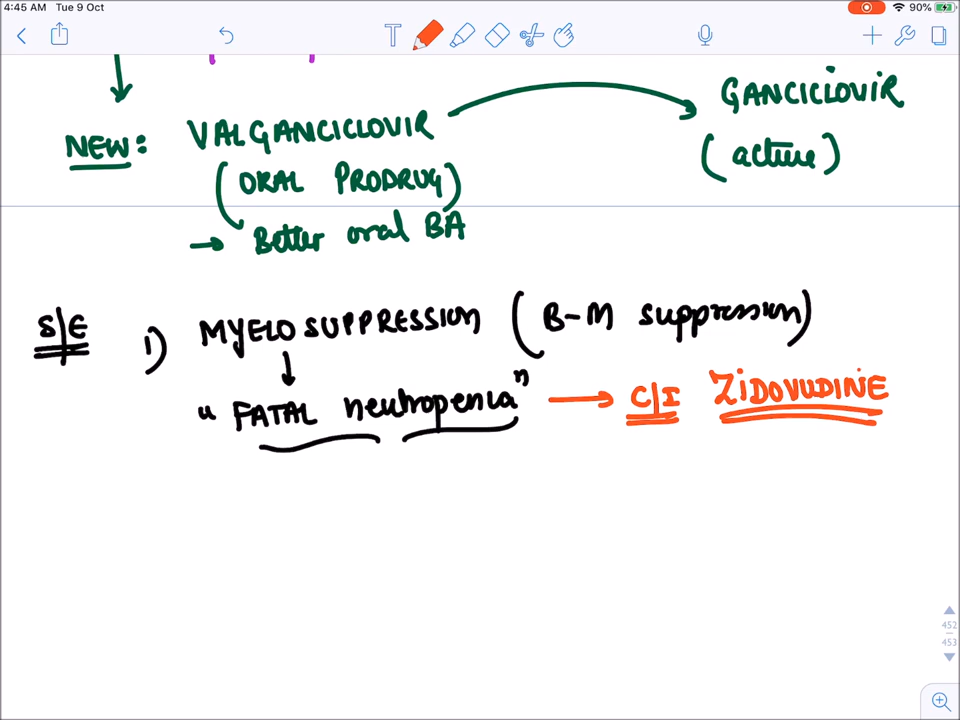 4:45 AM Tue 9 Oct
90%
T
GANCICLOVIR
NEW: VALGANCICLOVIR
(active)
(ORAL PRODRUG)
→ Better oral BA
S/E
1) MYELOSUPPRESSION (B-M suppression)
↓
"FATAL neutropenia" → C/I ZIDOVUDINE
452
453